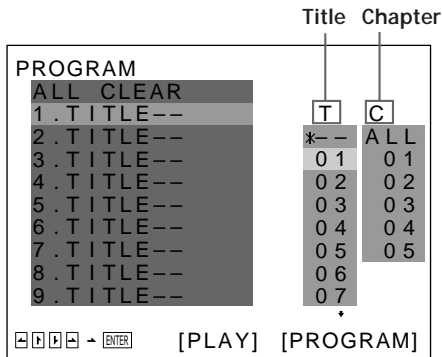 Title Chapter
PROGRAM
ALL CLEAR
1.TITLE−− T C
2.TITLE−− *−− ALL
3.TITLE−− 01 01
4.TITLE−− 02 02
5.TITLE−− 03 03
6.TITLE−− 04 04
7.TITLE−− 05 05
8.TITLE−− 06
9.TITLE−− 07
ENTER [PLAY] [PROGRAM]